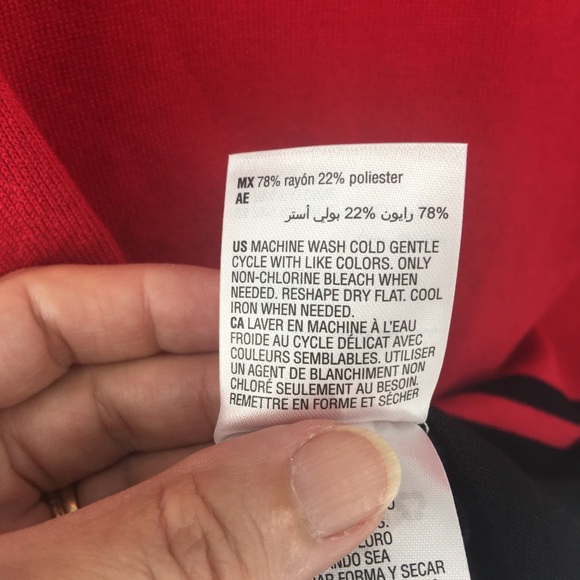 MX 78% rayón 22% poliester
AE
78% رايون 22% بولي أستر
US MACHINE WASH COLD GENTLE
CYCLE WITH LIKE COLORS. ONLY
NON-CHLORINE BLEACH WHEN
NEEDED. RESHAPE DRY FLAT. COOL
IRON WHEN NEEDED.
CA LAVER EN MACHINE À L'EAU
FROIDE AU CYCLE DÉLICAT AVEC
COULEURS SEMBLABLES. UTILISER
UN AGENT DE BLANCHIMENT NON
CHLORÉ SEULEMENT AU BESOIN.
REMETTRE EN FORME ET SÉCHER
SEA
FORMA Y SECAR